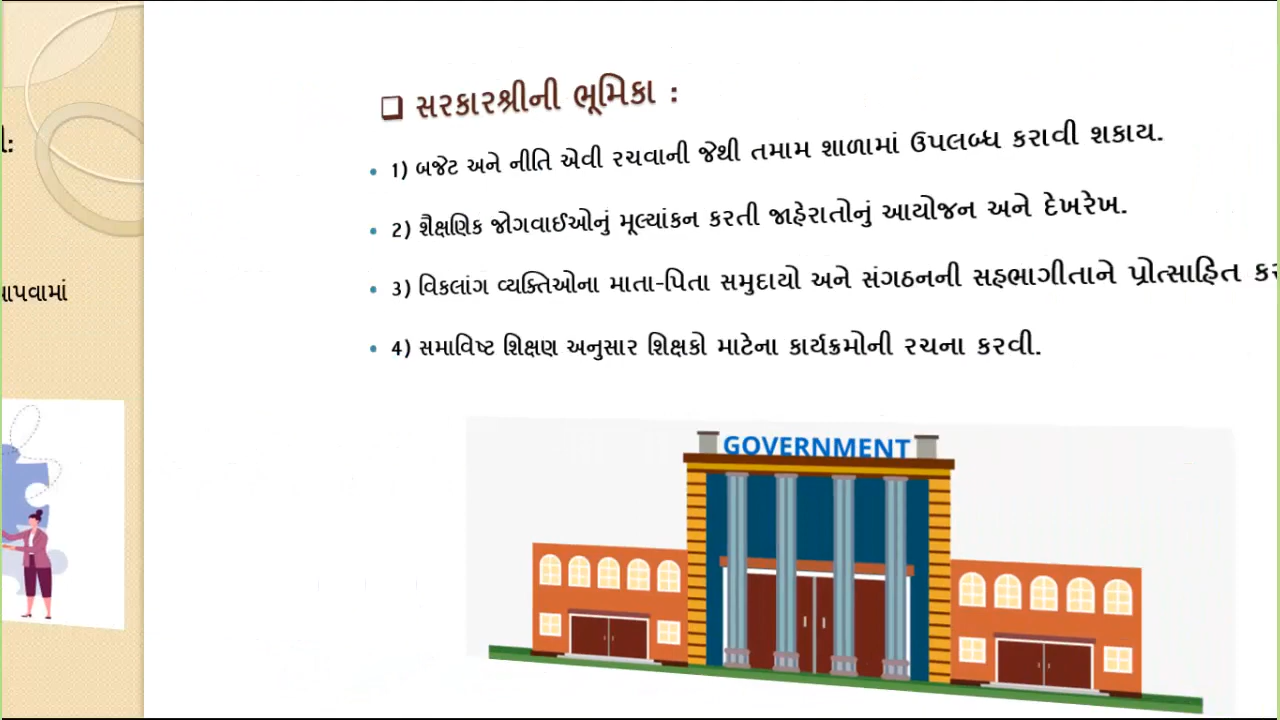 ❑ સરકારશ્રીની ભૂમિકા :
• 1) બજેટ અને નીતિ એવી રચવાની જેથી તમામ શાળામાં ઉપલબ્ધ કરાવી શકાય.
• 2) શૈક્ષણિક જોગવાઈઓનું મૂલ્યાંકન કરતી જાહેરાતોનું આયોજન અને દેખરેખ.
• 3) વિકલાંગ વ્યક્તિઓના માતા-પિતા સમુદાયો અને સંગઠનની સહભાગીતાને પ્રોત્સાહિત
• 4) સમાવિષ્ટ શિક્ષણ અનુસાર શિક્ષકો માટેના કાર્યક્રમોની રચના કરવી.
GOVERNMENT